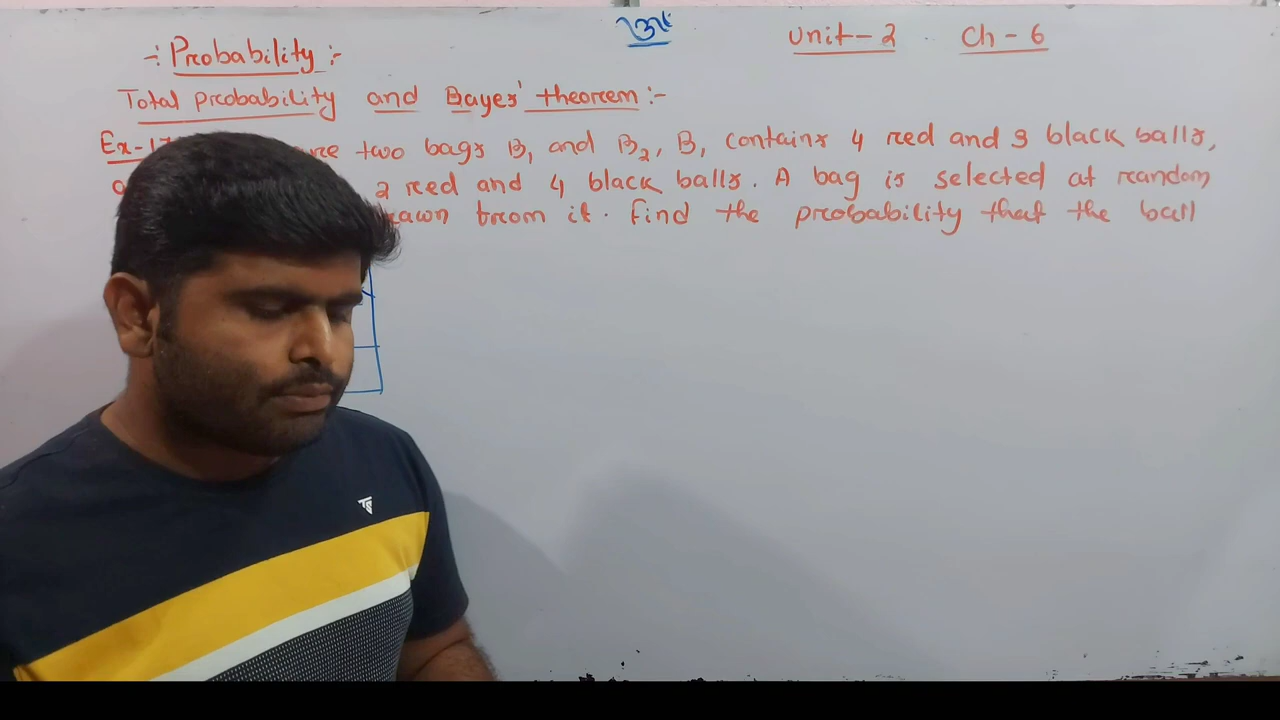 -: Probability :-
ଓଁ
Unit-2 Ch-6
Total probability and Bayes' theorem :-
two bags B₁ and B₂, B₁ contains 4 red and 3 black balls,
2 red and 4 black balls. A bag is selected at random
from it. Find the probability that the ball